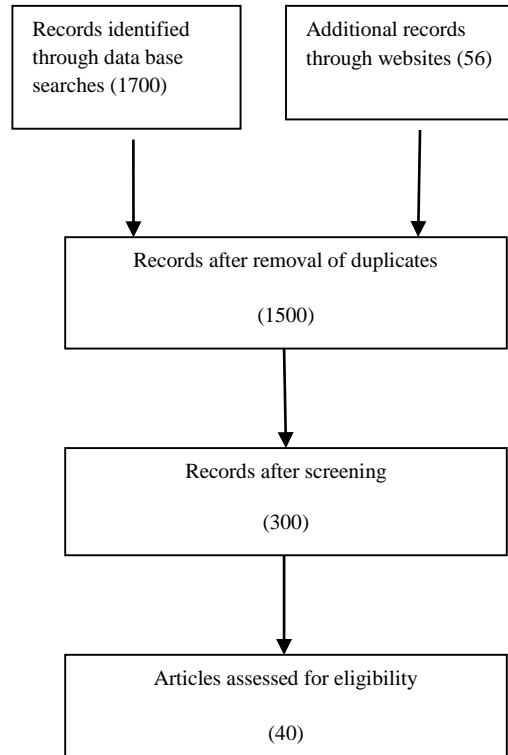 Records identified
through data base
searches (1700)
Additional records
through websites (56)
Records after removal of duplicates
(1500)
Records after screening
(300)
Articles assessed for eligibility
(40)